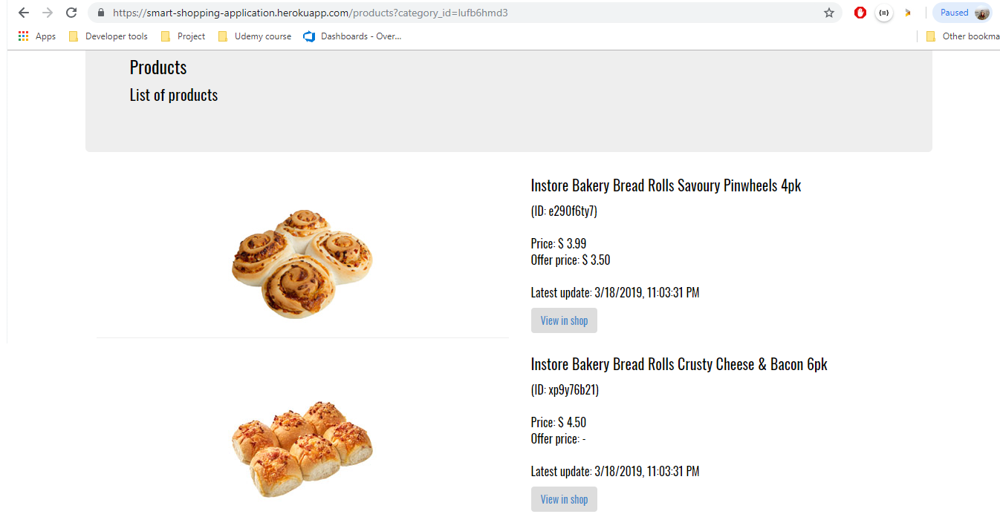 https://smart-shopping-application.herokuapp.com/products?category_id=lufb6hmd3
Paused
Apps
Developer tools
Project
Udemy course
Dashboards - Over...
Other bookma
Products
List of products
Instore Bakery Bread Rolls Savoury Pinwheels 4pk
(ID: e290f6ty7)
Price: $ 3.99
Offer price: $ 3.50
Latest update: 3/18/2019, 11:03:31 PM
View in shop
Instore Bakery Bread Rolls Crusty Cheese & Bacon 6pk
(ID: xp9y76b21)
Price: $ 4.50
Offer price: -
Latest update: 3/18/2019, 11:03:31 PM
View in shop